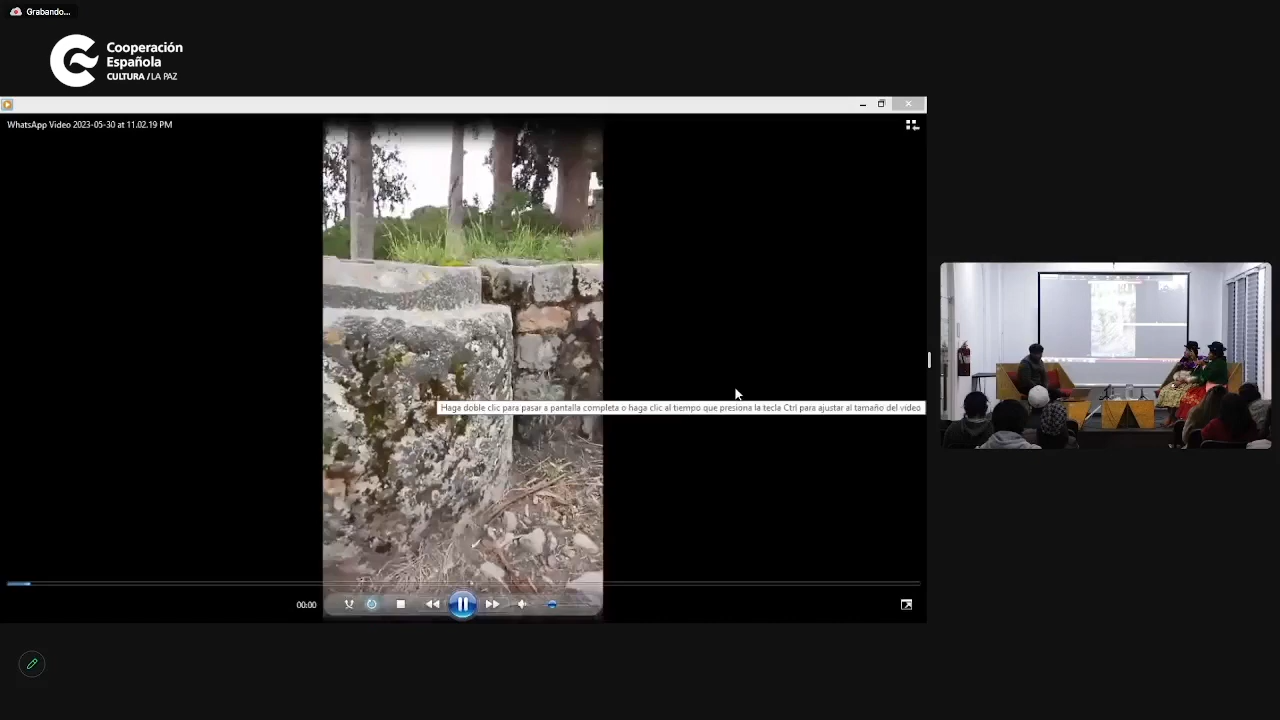 Grabando...
Cooperación
Española
CULTURA / LA PAZ
WhatsApp Video 2023-05-30 at 11.02.19 PM
Haga doble clic para pasar a pantalla completa o haga clic al tiempo que presiona la tecla Ctrl para ajustar al tamaño del video
00:00